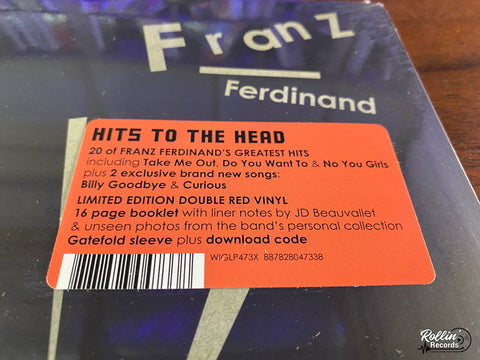 Franz
Ferdinand
HITS TO THE HEAD
20 of FRANZ FERDINAND'S GREATEST HITS
including Take Me Out, Do You Want To & No You Girls
plus 2 exclusive brand new songs:
Billy Goodbye & Curious
LIMITED EDITION DOUBLE RED VINYL
16 page booklet with liner notes by JD Beauvallet
& unseen photos from the band's personal collection
Gatefold sleeve plus download code
WIGLP473X 887828047338
Rollin'
Records